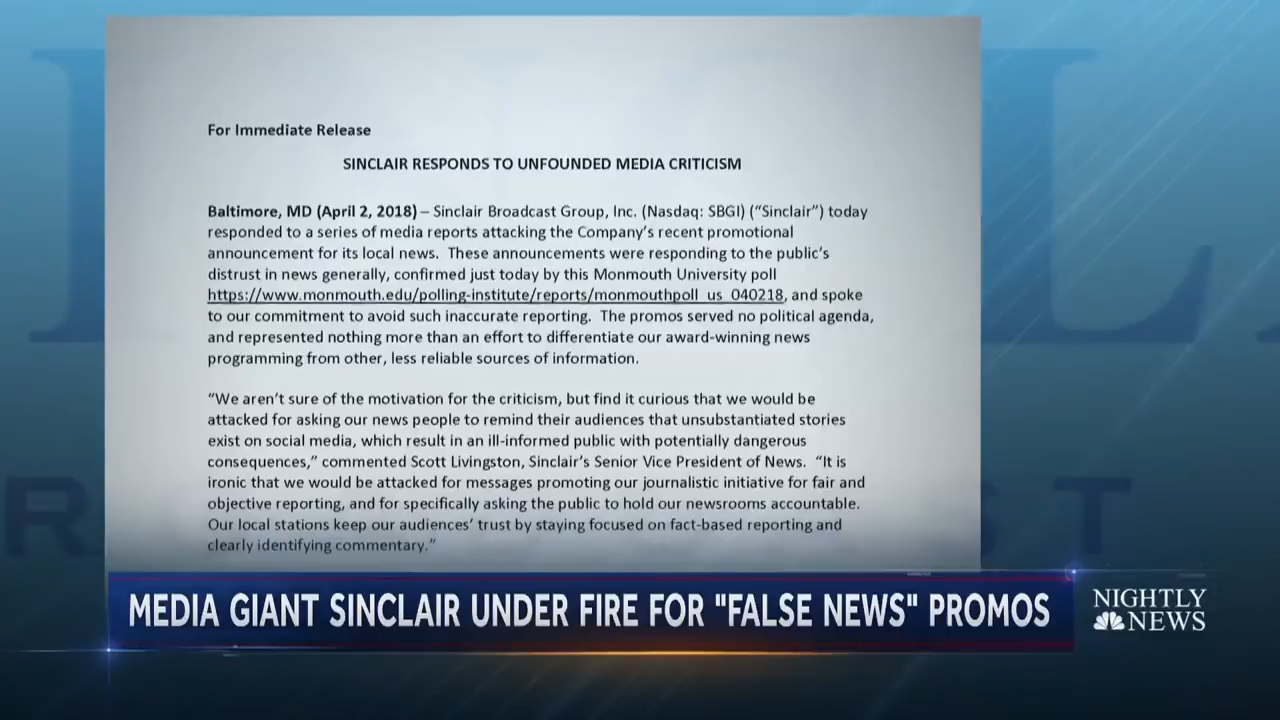 For Immediate Release
SINCLAIR RESPONDS TO UNFOUNDED MEDIA CRITICISM
Baltimore, MD (April 2, 2018) – Sinclair Broadcast Group, Inc. (Nasdaq: SBGI) (“Sinclair”) today
responded to a series of media reports attacking the Company’s recent promotional
announcement for its local news.  These announcements were responding to the public’s
distrust in news generally, confirmed just today by this Monmouth University poll
https://www.monmouth.edu/polling-institute/reports/monmouthpoll_us_040218, and spoke
to our commitment to avoid such inaccurate reporting.  The promos served no political agenda,
and represented nothing more than an effort to differentiate our award-winning news
programming from other, less reliable sources of information.
“We aren’t sure of the motivation for the criticism, but find it curious that we would be
attacked for asking our news people to remind their audiences that unsubstantiated stories
exist on social media, which result in an ill-informed public with potentially dangerous
consequences,” commented Scott Livingston, Sinclair’s Senior Vice President of News.  “It is
ironic that we would be attacked for messages promoting our journalistic initiative for fair and
objective reporting, and for specifically asking the public to hold our newsrooms accountable.
Our local stations keep our audiences’ trust by staying focused on fact-based reporting and
clearly identifying commentary.”
MEDIA GIANT SINCLAIR UNDER FIRE FOR "FALSE NEWS" PROMOS
NIGHTLY
NEWS